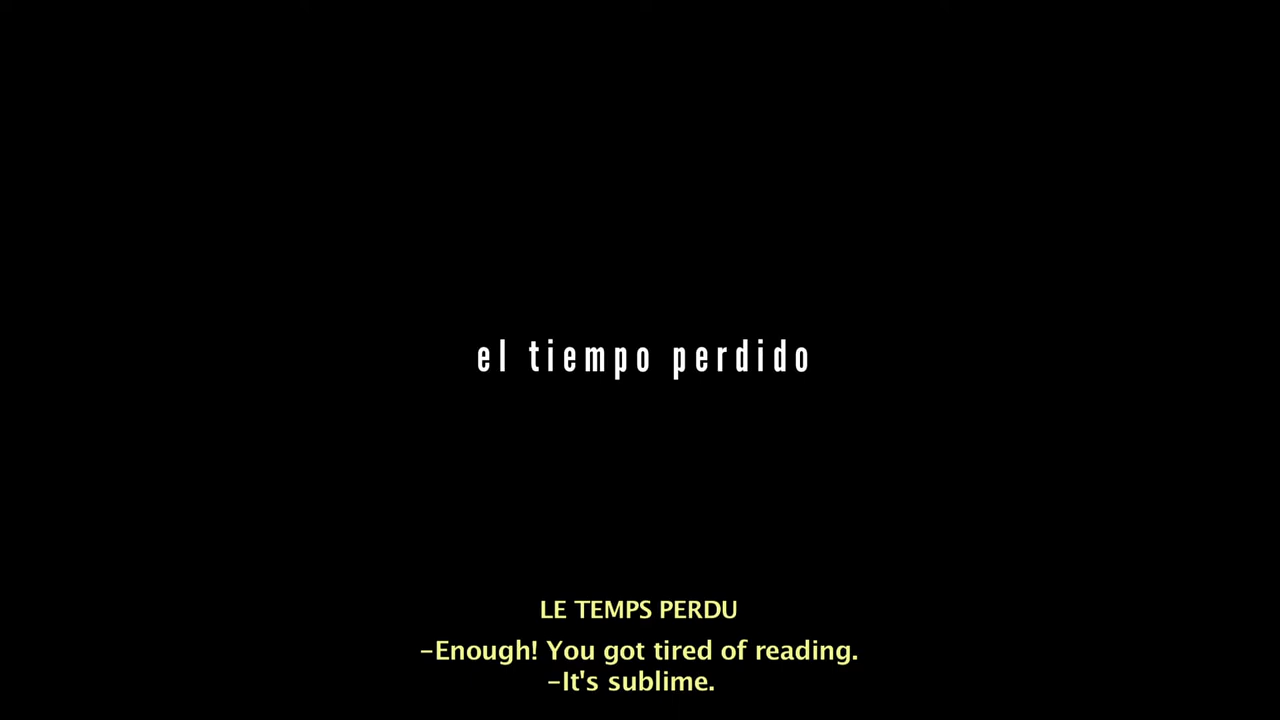 el tiempo perdido
LE TEMPS PERDU
-Enough! You got tired of reading.
-It's sublime.